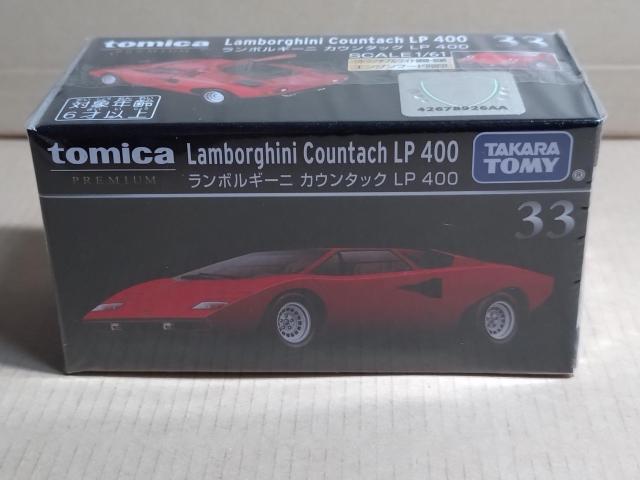 tomica
PREMIUM
Lamborghini Countach LP 400
ランボルギーニ カウンタック LP 400
SCALE 1/61
33
対象年齢
6才以上
42678926AA
tomica
PREMIUM
Lamborghini Countach LP 400
ランボルギーニ カウンタック LP 400
TAKARA
TOMY
®
33